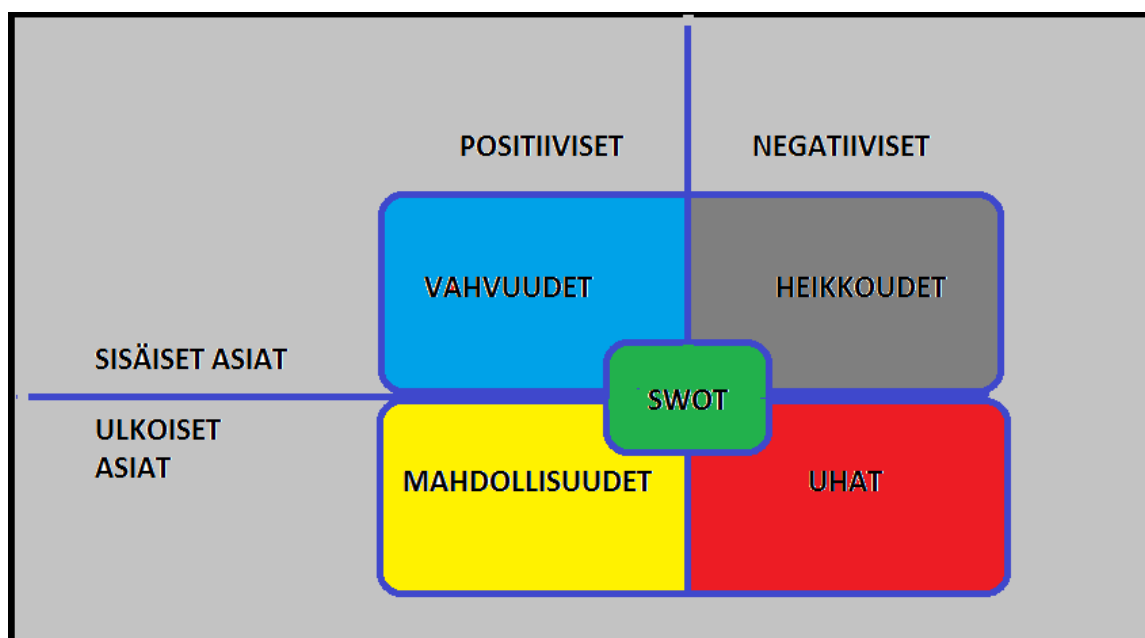 POSITIIVISET NEGATIIVISET
VAHVUUDET HEIKKOUDET
SISÄISET ASIAT
SWOT
ULKOISET
ASIAT
MAHDOLLISUUDET UHAT